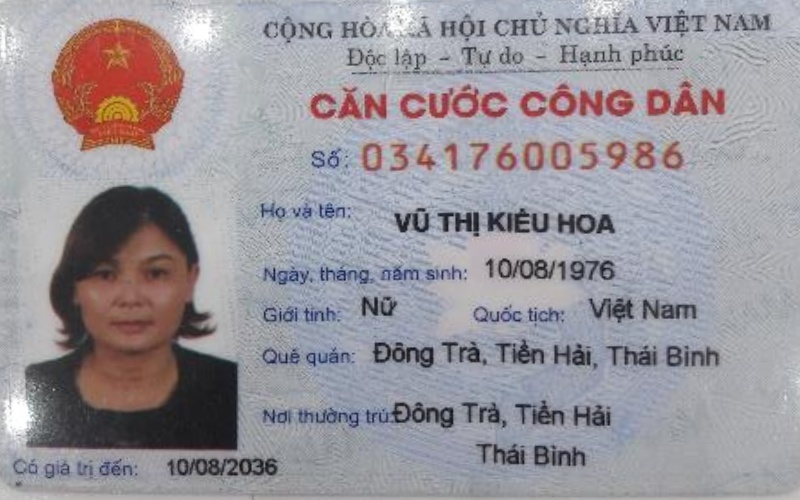 CỘNG HÒA XÃ HỘI CHỦ NGHĨA VIỆT NAM
Độc lập - Tự do - Hạnh phúc
CĂN CƯỚC CÔNG DÂN
Số: 034176005986
Họ và tên: VŨ THỊ KIỀU HOA
Ngày, tháng, năm sinh: 10/08/1976
Giới tính: Nữ Quốc tịch: Việt Nam
Quê quán: Đông Trà, Tiền Hải, Thái Bình
Nơi thường trú: Đông Trà, Tiền Hải
Thái Bình
Có giá trị đến: 10/08/2036